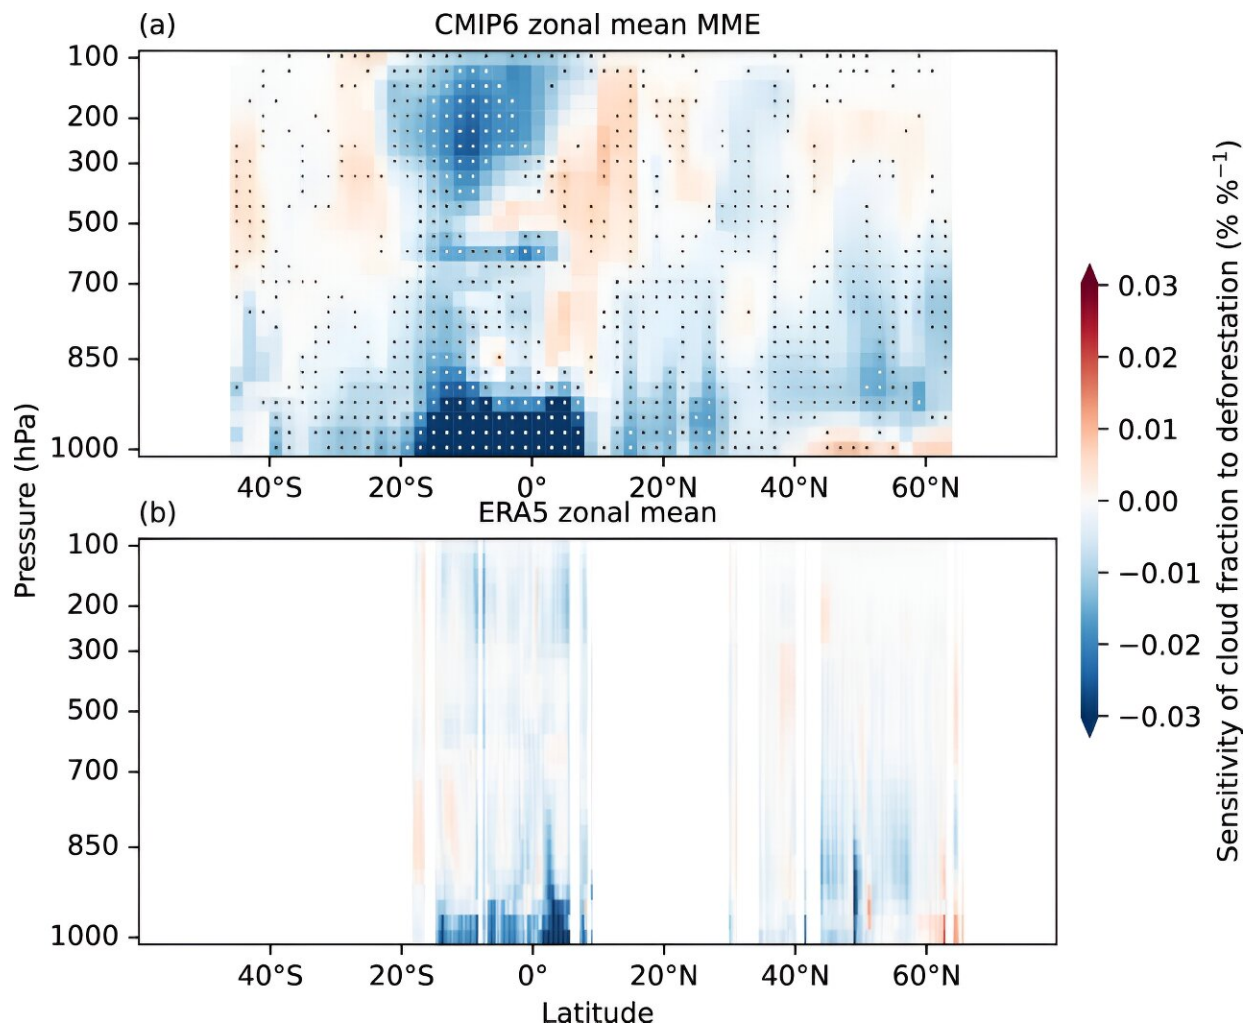 (a)
CMIP6 zonal mean MME
100
200
300
500
700
850
1000
40°S
20°S
0°
20°N
40°N
60°N
(b)
ERA5 zonal mean
100
200
300
500
700
850
1000
40°S
20°S
0°
20°N
40°N
60°N
Latitude
Pressure (hPa)
0.03
0.02
0.01
0.00
−0.01
−0.02
−0.03
Sensitivity of cloud fraction to deforestation (% %⁻¹)